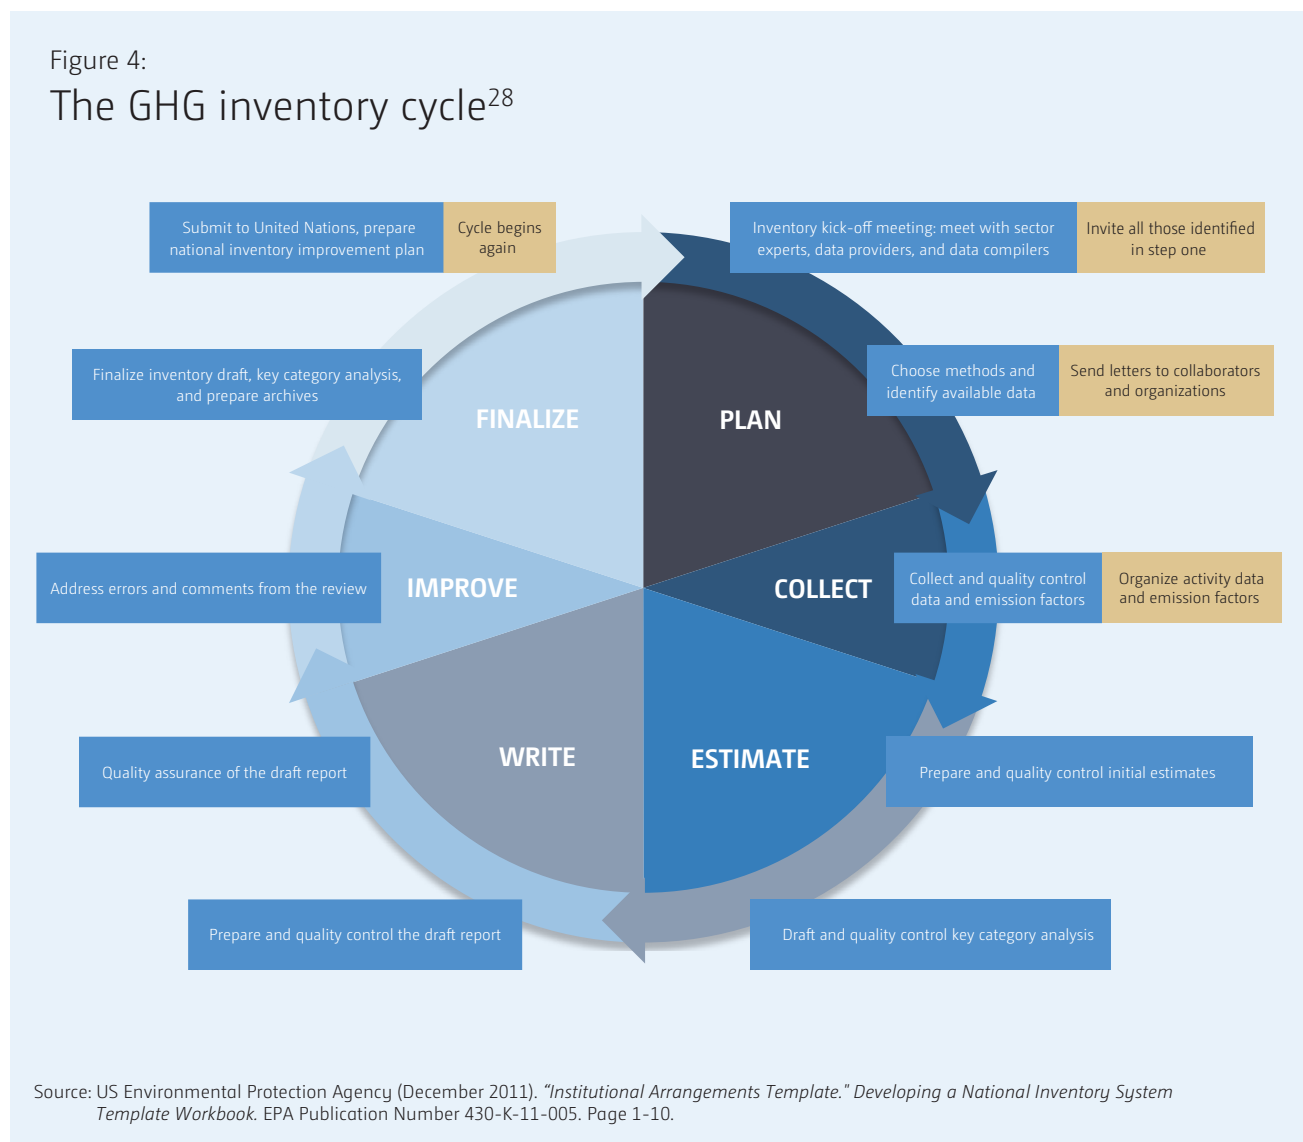 Figure 4:
The GHG inventory cycle28
Submit to United Nations, prepare
national inventory improvement plan
Cycle begins
again
Inventory kick-off meeting: meet with sector
experts, data providers, and data compilers
Invite all those identified
in step one
Finalize inventory draft, key category analysis,
and prepare archives
Choose methods and
identify available data
Send letters to collaborators
and organizations
FINALIZE
PLAN
Address errors and comments from the review
IMPROVE
COLLECT
Collect and quality control
data and emission factors
Organize activity data
and emission factors
WRITE
ESTIMATE
Quality assurance of the draft report
Prepare and quality control initial estimates
Prepare and quality control the draft report
Draft and quality control key category analysis
Source: US Environmental Protection Agency (December 2011). “Institutional Arrangements Template." Developing a National Inventory System
Template Workbook. EPA Publication Number 430-K-11-005. Page 1-10.